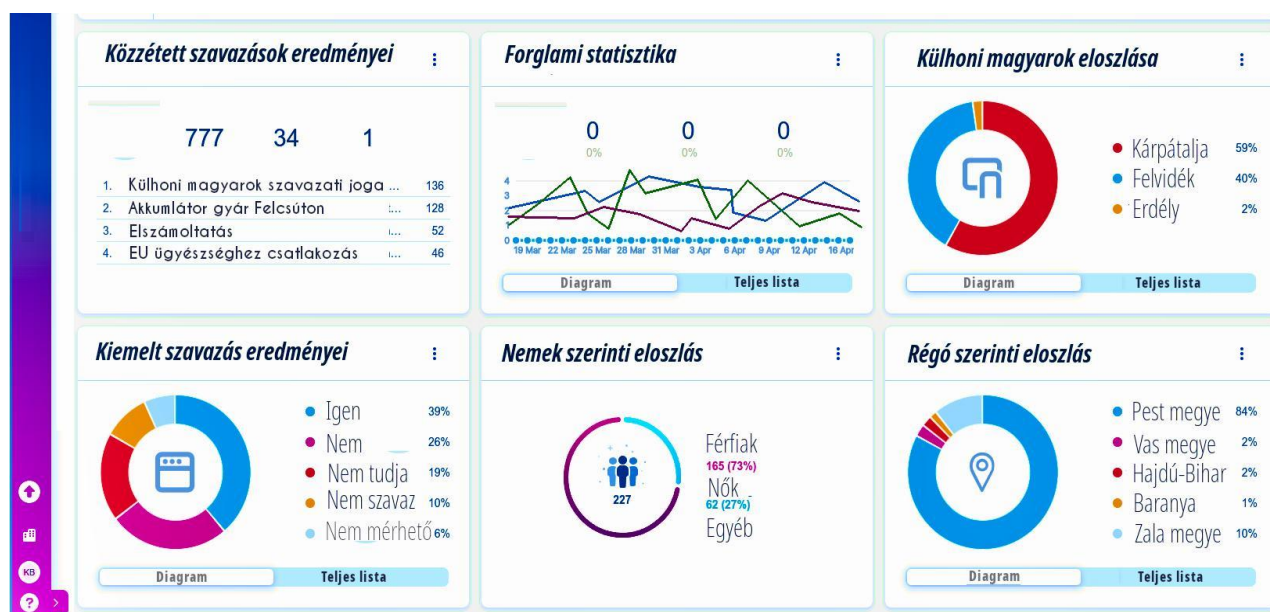 Közzétett szavazások eredményei
777 34 1
1. Külhoni magyarok szavazati joga ... 136
2. Akkumlátor gyár Felcsúton :... 128
3. Elszámoltatás ... 52
4. EU ügyészséghez csatlakozás ... 46
Forglami statisztika
0 0 0
0% 0% 0%
4
3
2
1
0
19 Mar 22 Mar 25 Mar 28 Mar 31 Mar 3 Apr 6 Apr 9 Apr 12 Apr 16 Apr
Diagram Teljes lista
Külhoni magyarok eloszlása
Kárpátalja 59%
Felvidék 40%
Erdély 2%
Diagram Teljes lista
Kiemelt szavazás eredményei
Igen 39%
Nem 26%
Nem tudja 19%
Nem szavaz 10%
Nem mérhető 6%
Diagram Teljes lista
Nemek szerinti eloszlás
227
Férfiak
165 (73%)
Nők
62 (27%)
Egyéb
Régó szerinti eloszlás
Pest megye 84%
Vas megye 2%
Hajdú-Bihar 2%
Baranya 1%
Zala megye 10%
Diagram Teljes lista
KB
?